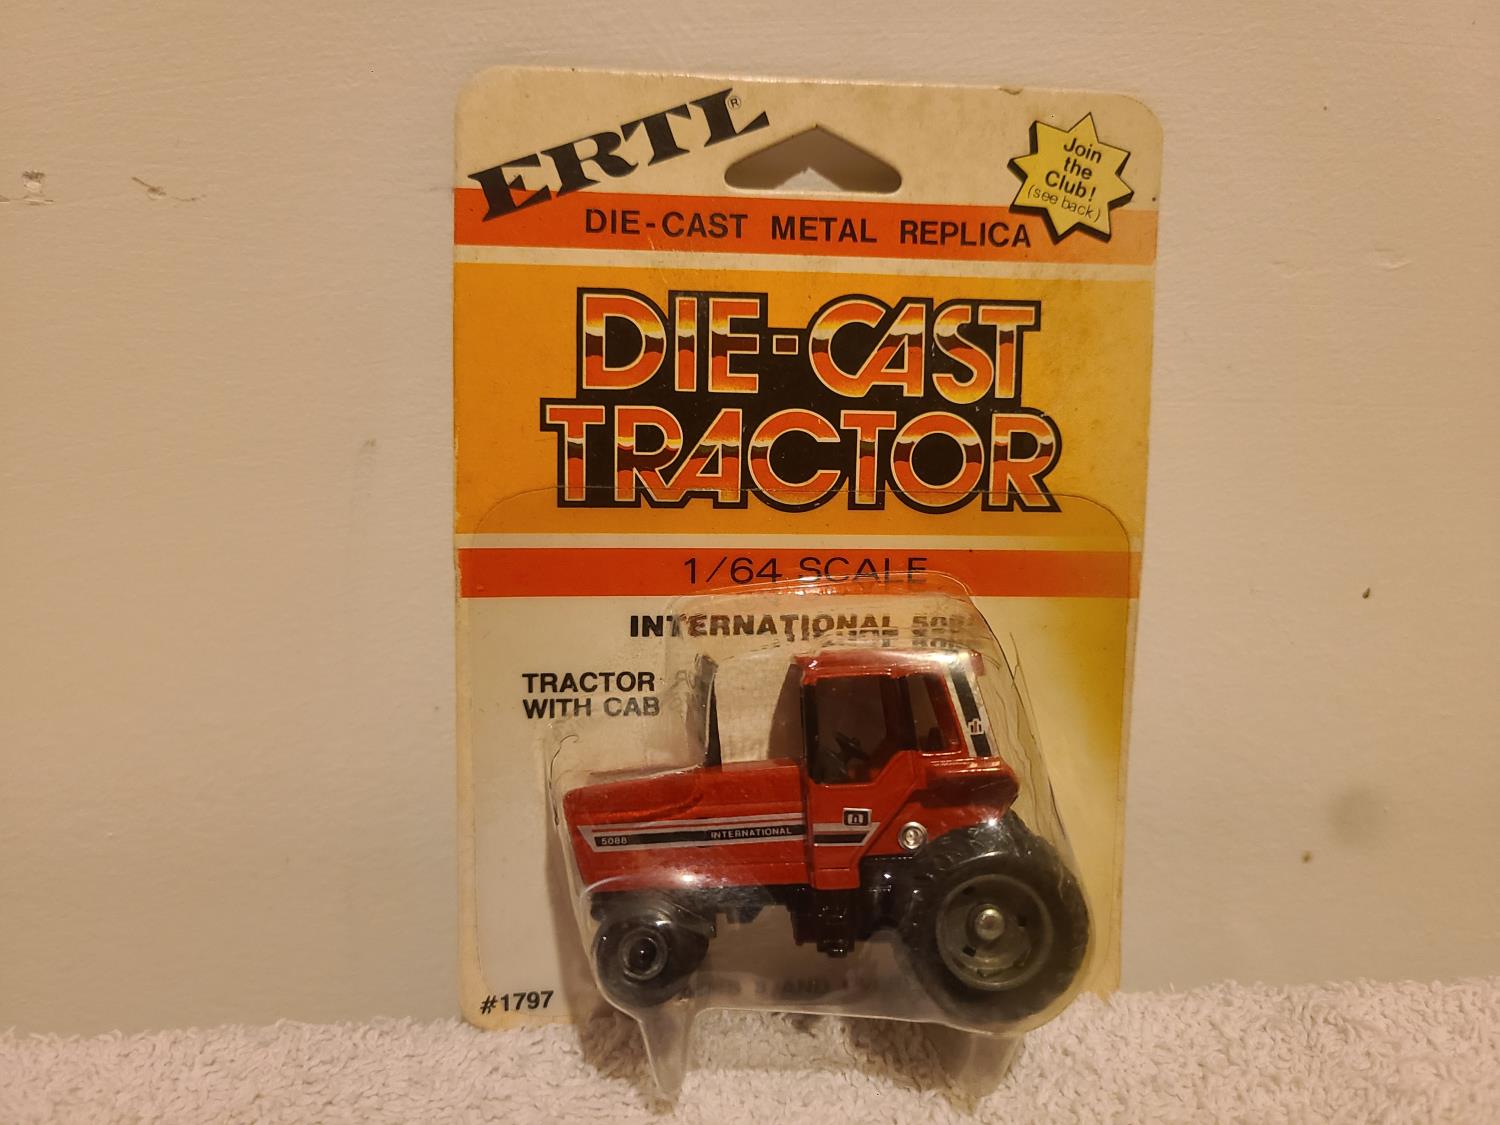 ERTL®
Join
the
Club!
(see back)
DIE-CAST METAL REPLICA
DIE-CAST
TRACTOR
1/64 SCALE
INTERNATIONAL
TRACTOR
WITH CAB
5088
INTERNATIONAL
#1797